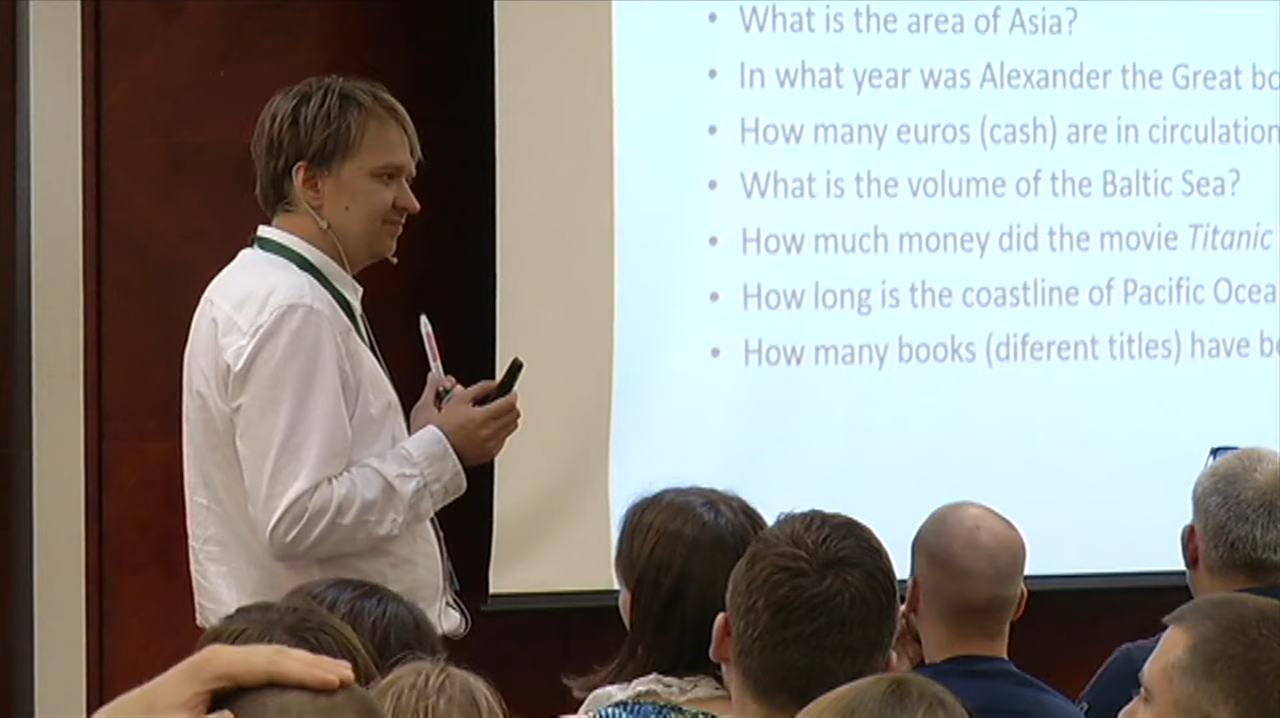 • What is the area of Asia?
• In what year was Alexander the Great bo
• How many euros (cash) are in circulation
• What is the volume of the Baltic Sea?
• How much money did the movie Titanic
• How long is the coastline of Pacific Ocea
• How many books (diferent titles) have be